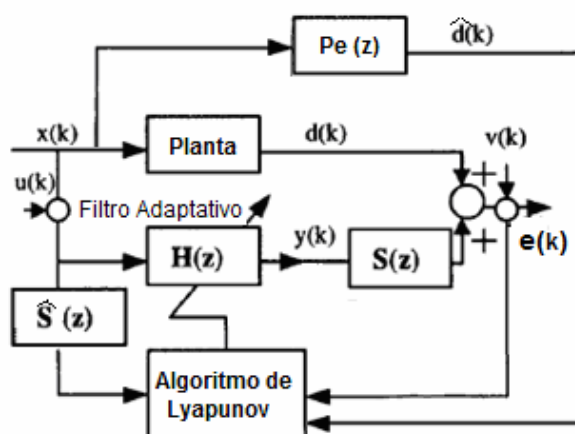 Pe (z)
d̂(k)
x(k)
Planta
d(k)
v(k)
u(k)
Filtro Adaptativo
+
H(z)
y(k)
S(z)
+
e(k)
Ŝ (z)
Algoritmo de
Lyapunov